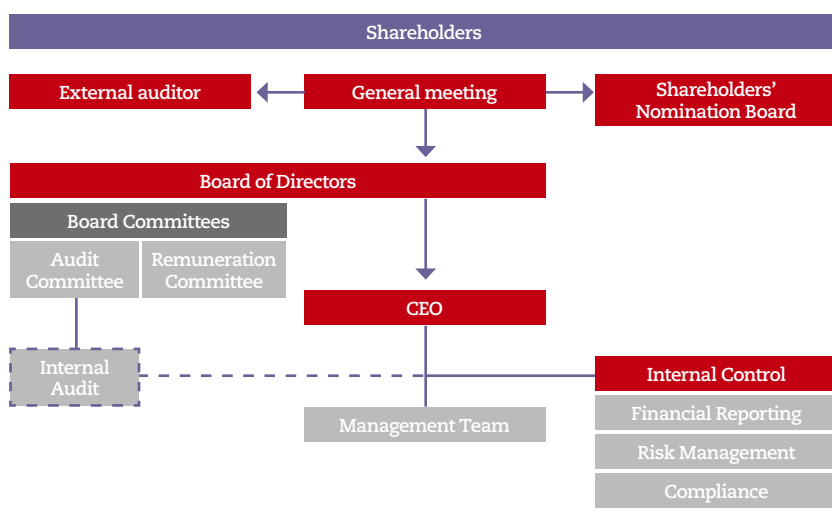 Shareholders
External auditor
General meeting
Shareholders’
Nomination Board
Board of Directors
Board Committees
Audit
Committee
Remuneration
Committee
CEO
Internal
Audit
Internal Control
Management Team
Financial Reporting
Risk Management
Compliance